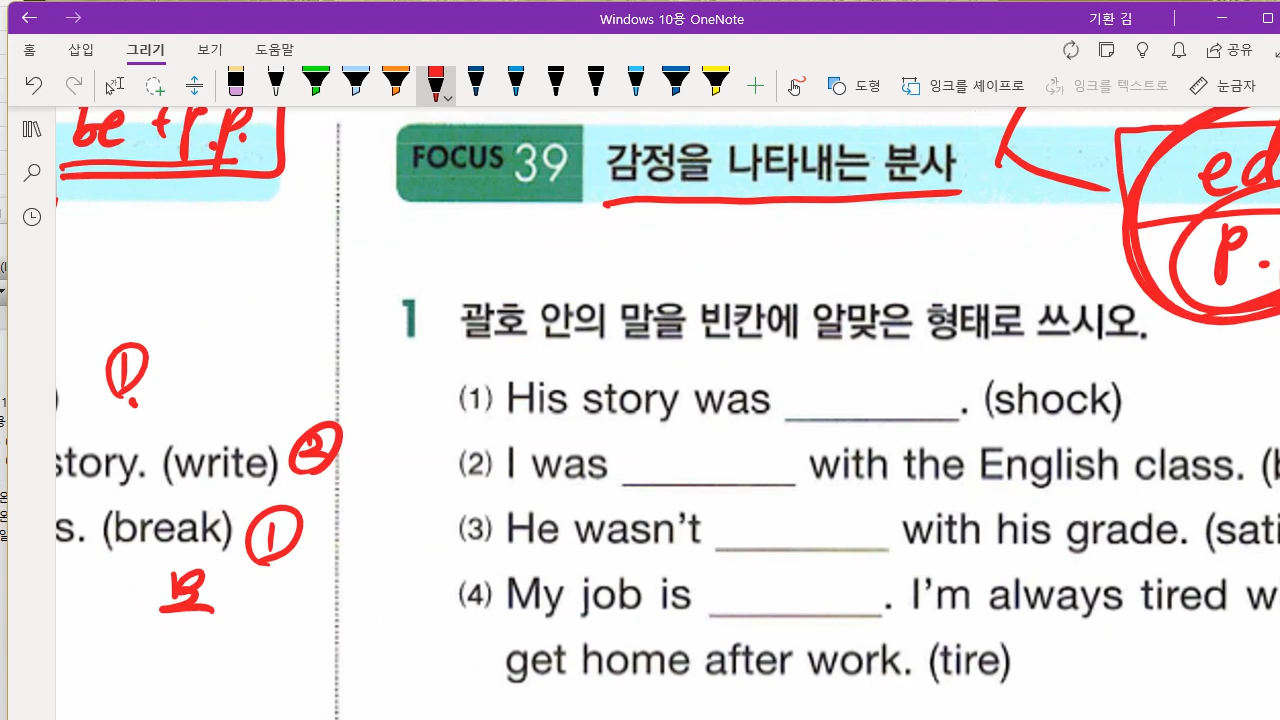 Windows 10용 OneNote
기환 김
홈 삽입 그리기 보기 도움말
공유
도형 잉크를 셰이프로 잉크를 텍스트로 눈금자
be + p.p.
FOCUS 39 감정을 나타내는 분사
ed
p.
1 괄호 안의 말을 빈칸에 알맞은 형태로 쓰시오.
①
(1) His story was ________. (shock)
story. (write) ②
(2) I was ________ with the English class. (b
s. (break) ①
(3) He wasn't ________ with his grade. (sati
(4) My job is ________. I'm always tired w
get home after work. (tire)